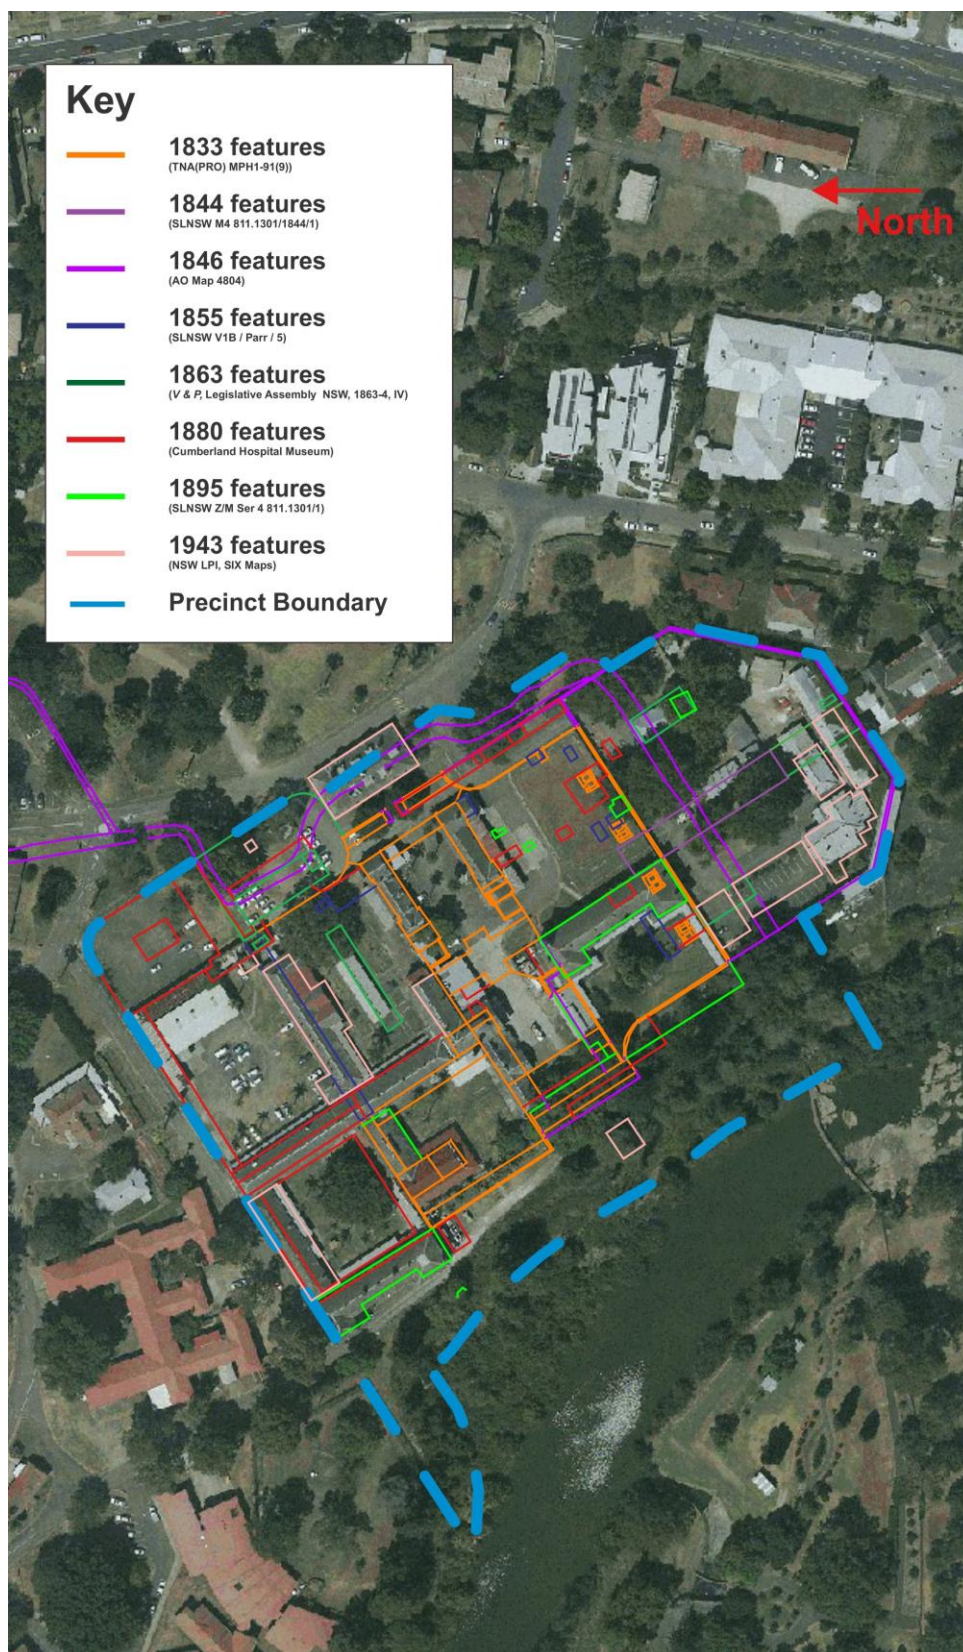 Key
1833 features
(TNA(PRO) MPH1-91(9))
1844 features
(SLNSW M4 811.1301/1844/1)
1846 features
(AO Map 4804)
1855 features
(SLNSW V1B / Parr / 5)
1863 features
(V & P, Legislative Assembly NSW, 1863-4, IV)
1880 features
(Cumberland Hospital Museum)
1895 features
(SLNSW Z/M Ser 4 811.1301/1)
1943 features
(NSW LPI, SIX Maps)
Precinct Boundary
North